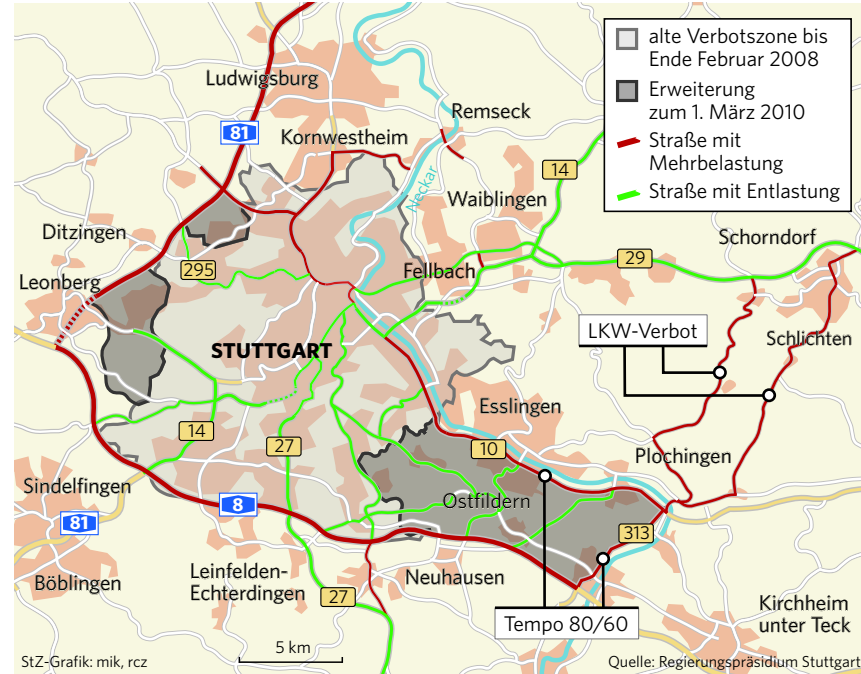 alte Verbotszone bis
Ende Februar 2008
Erweiterung
zum 1. März 2010
Straße mit
Mehrbelastung
Straße mit Entlastung
Ludwigsburg
Remseck
81
Kornwestheim
14
Neckar
Waiblingen
Ditzingen
Schorndorf
295
Fellbach
29
Leonberg
LKW-Verbot
Schlichten
STUTTGART
Esslingen
14
27
10
Plochingen
Sindelfingen
8
Ostfildern
81
313
Böblingen
Leinfelden-
Echterdingen
Neuhausen
27
Tempo 80/60
Kirchheim
unter Teck
5 km
StZ-Grafik: mik, rcz
Quelle: Regierungspräsidium Stuttgart